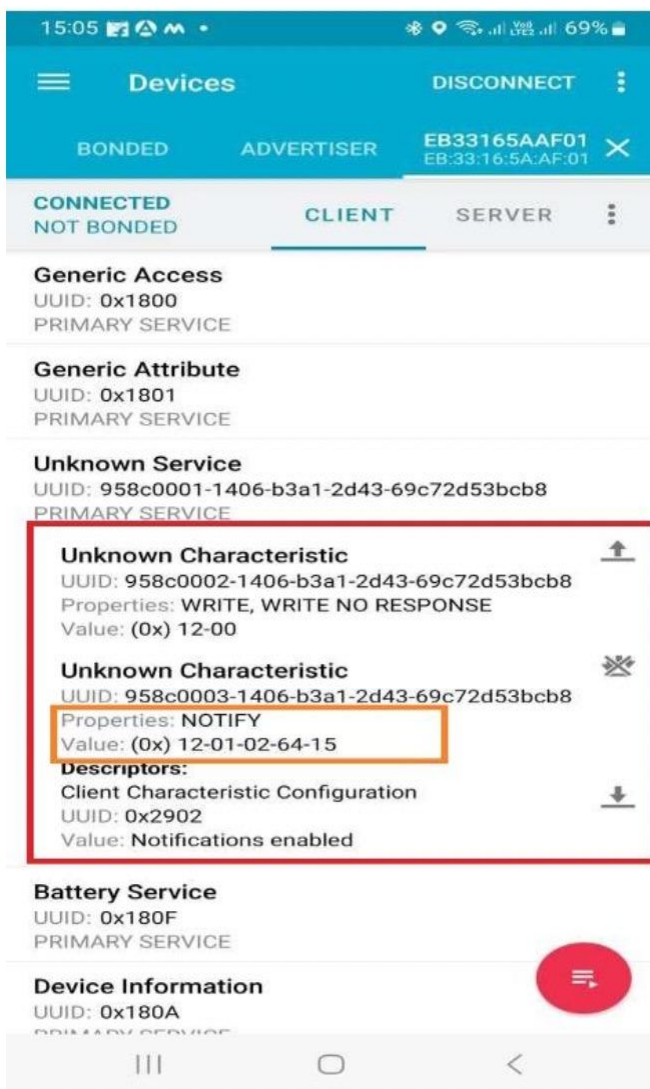 15:05 69%
Devices DISCONNECT
BONDED ADVERTISER EB33165AAF01
EB:33:16:5A:AF:01
CONNECTED
NOT BONDED
CLIENT SERVER
Generic Access
UUID: 0x1800
PRIMARY SERVICE
Generic Attribute
UUID: 0x1801
PRIMARY SERVICE
Unknown Service
UUID: 958c0001-1406-b3a1-2d43-69c72d53bcb8
PRIMARY SERVICE
Unknown Characteristic
UUID: 958c0002-1406-b3a1-2d43-69c72d53bcb8
Properties: WRITE, WRITE NO RESPONSE
Value: (0x) 12-00
Unknown Characteristic
UUID: 958c0003-1406-b3a1-2d43-69c72d53bcb8
Properties: NOTIFY
Value: (0x) 12-01-02-64-15
Descriptors:
Client Characteristic Configuration
UUID: 0x2902
Value: Notifications enabled
Battery Service
UUID: 0x180F
PRIMARY SERVICE
Device Information
UUID: 0x180A